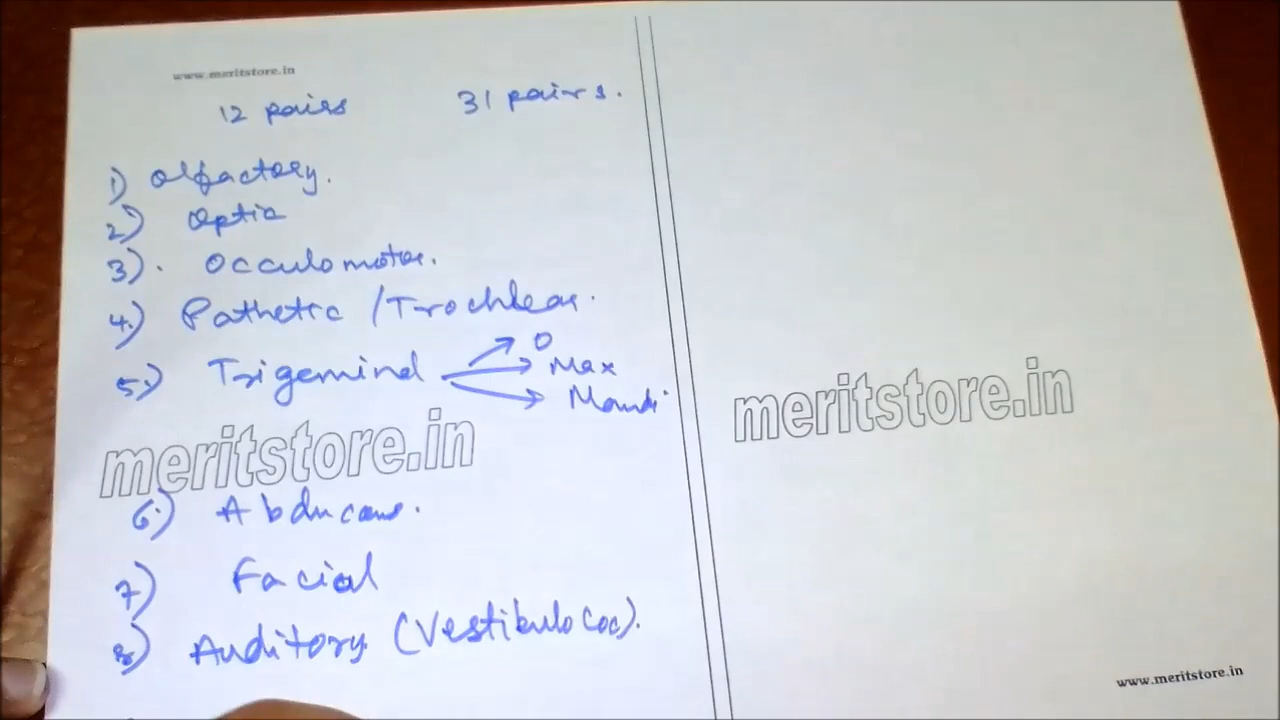 www.meritstore.in
12 pairs 31 pairs.
1) Olfactory.
2) Optic
3). Occulomotor.
4.) Pathetic / Trochlear.
5.) Trigeminal O
Max
Mandi
meritstore.in
meritstore.in
6.) Abducans.
7) Facial
8) Auditory (Vestibulococ).
www.meritstore.in